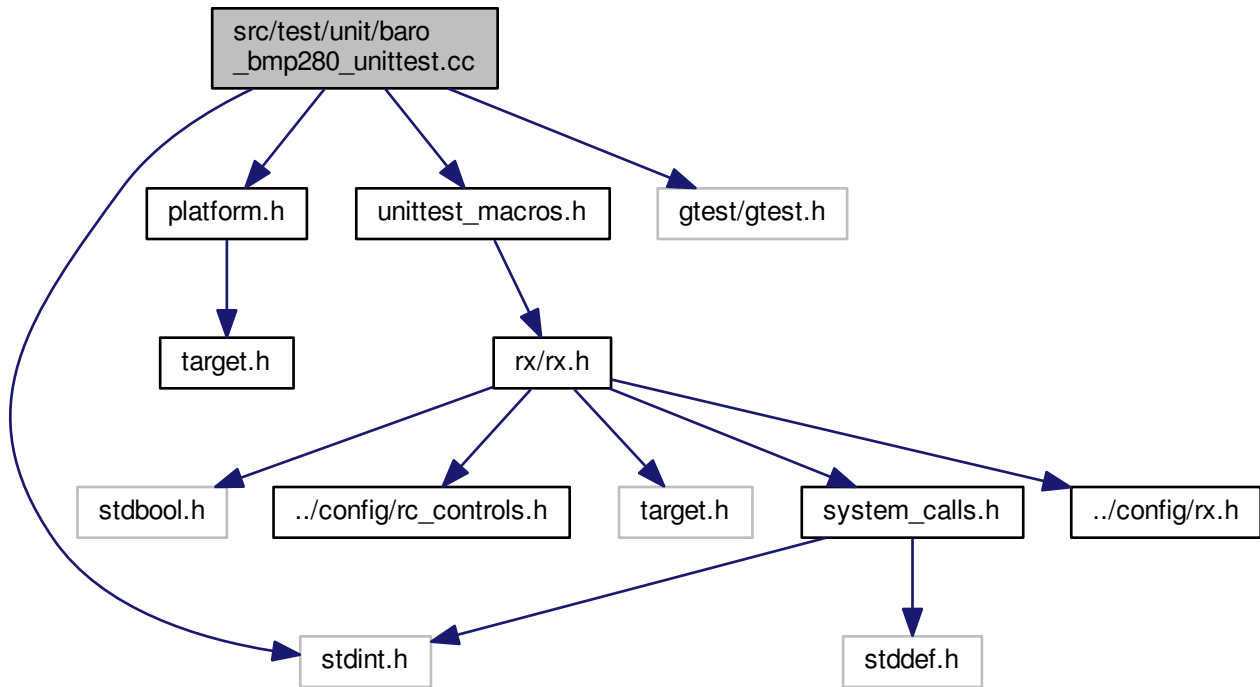 src/test/unit/baro
_bmp280_unittest.cc
platform.h
unittest_macros.h
gtest/gtest.h
target.h
rx/rx.h
stdbool.h
../config/rc_controls.h
target.h
system_calls.h
../config/rx.h
stdint.h
stddef.h